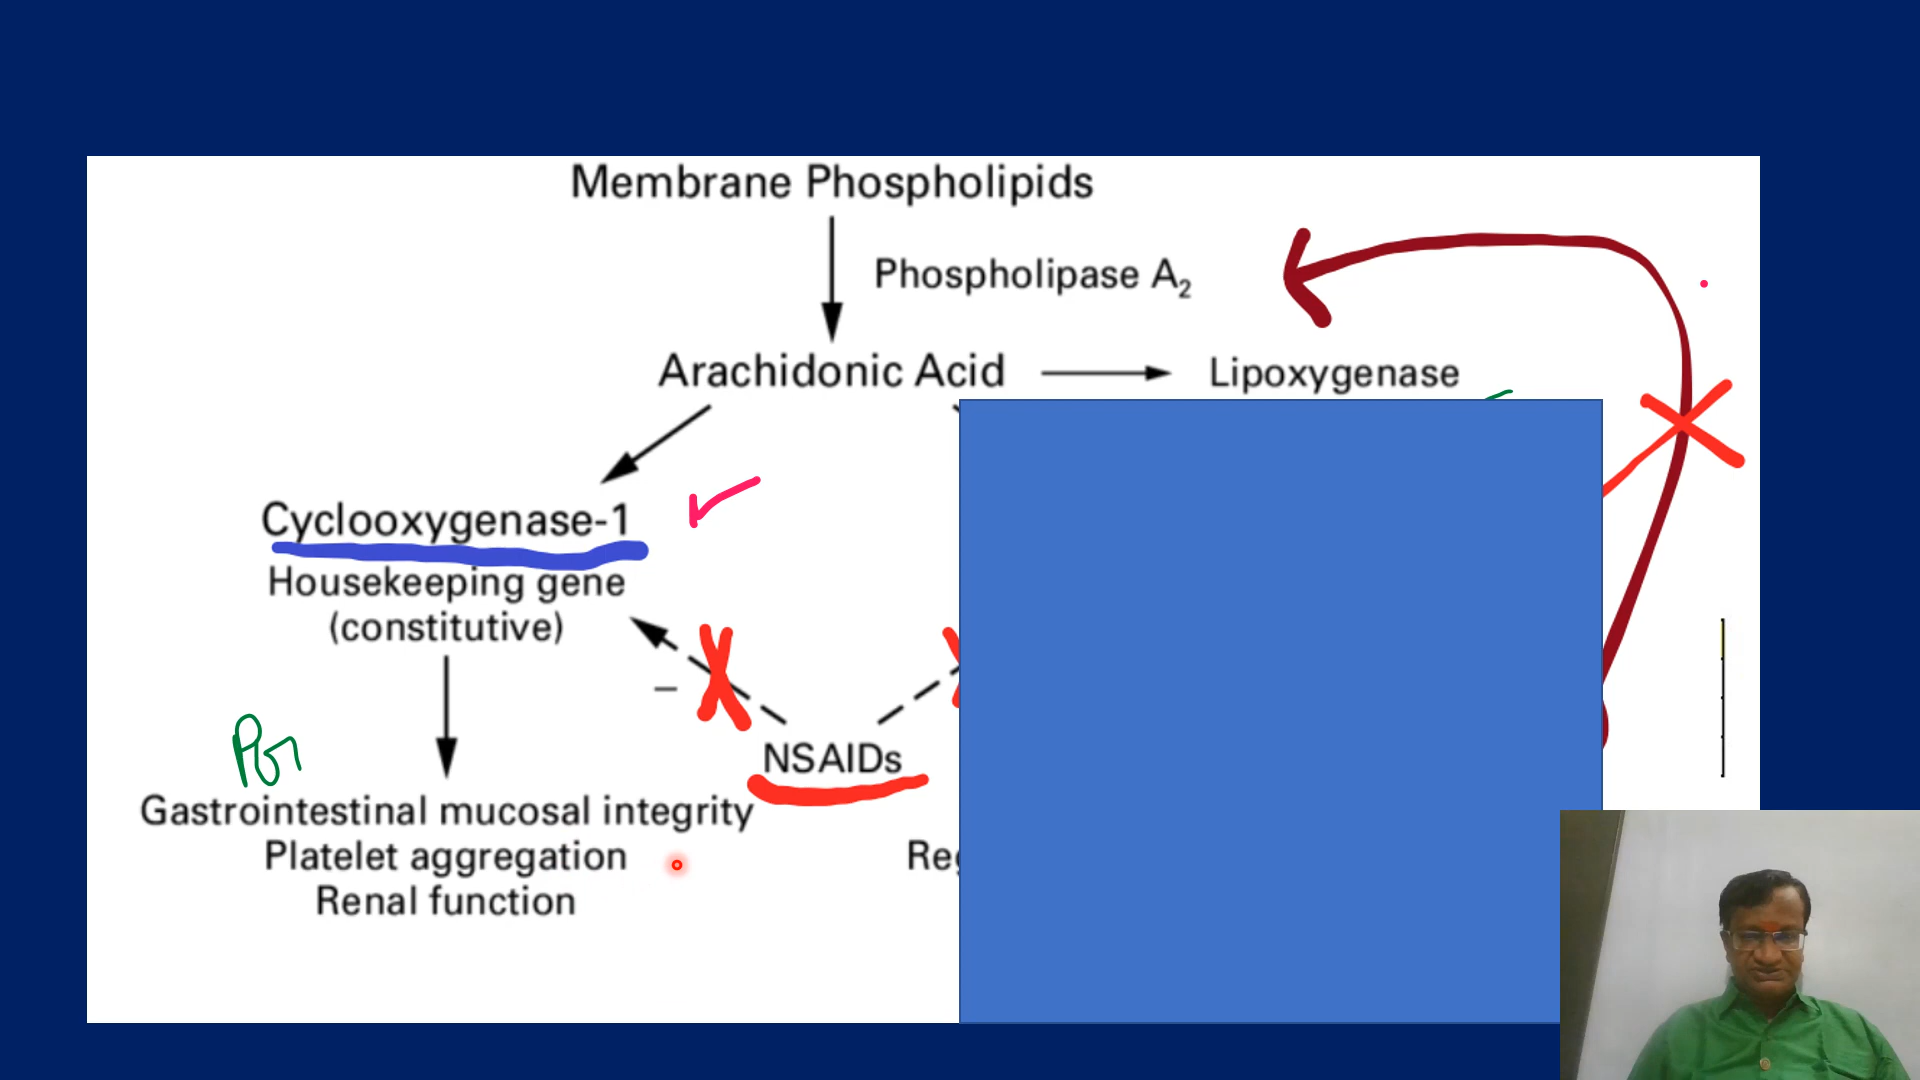 Membrane Phospholipids
Phospholipase A₂
Arachidonic Acid
Lipoxygenase
Cyclooxygenase-1
Housekeeping gene
(constitutive)
–
PG
NSAIDs
Gastrointestinal mucosal integrity
Platelet aggregation
Renal function